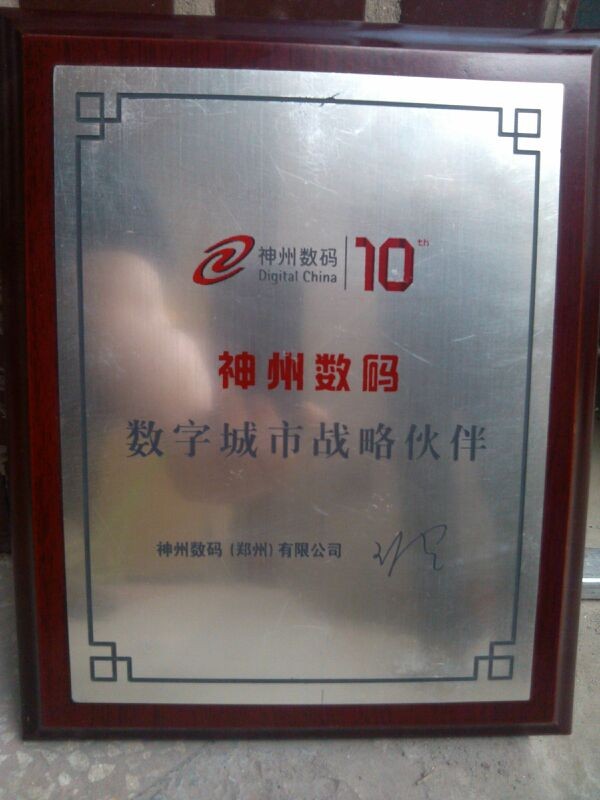 神州数码 10th
Digital China
神州数码
数字城市战略伙伴
神州数码(郑州)有限公司